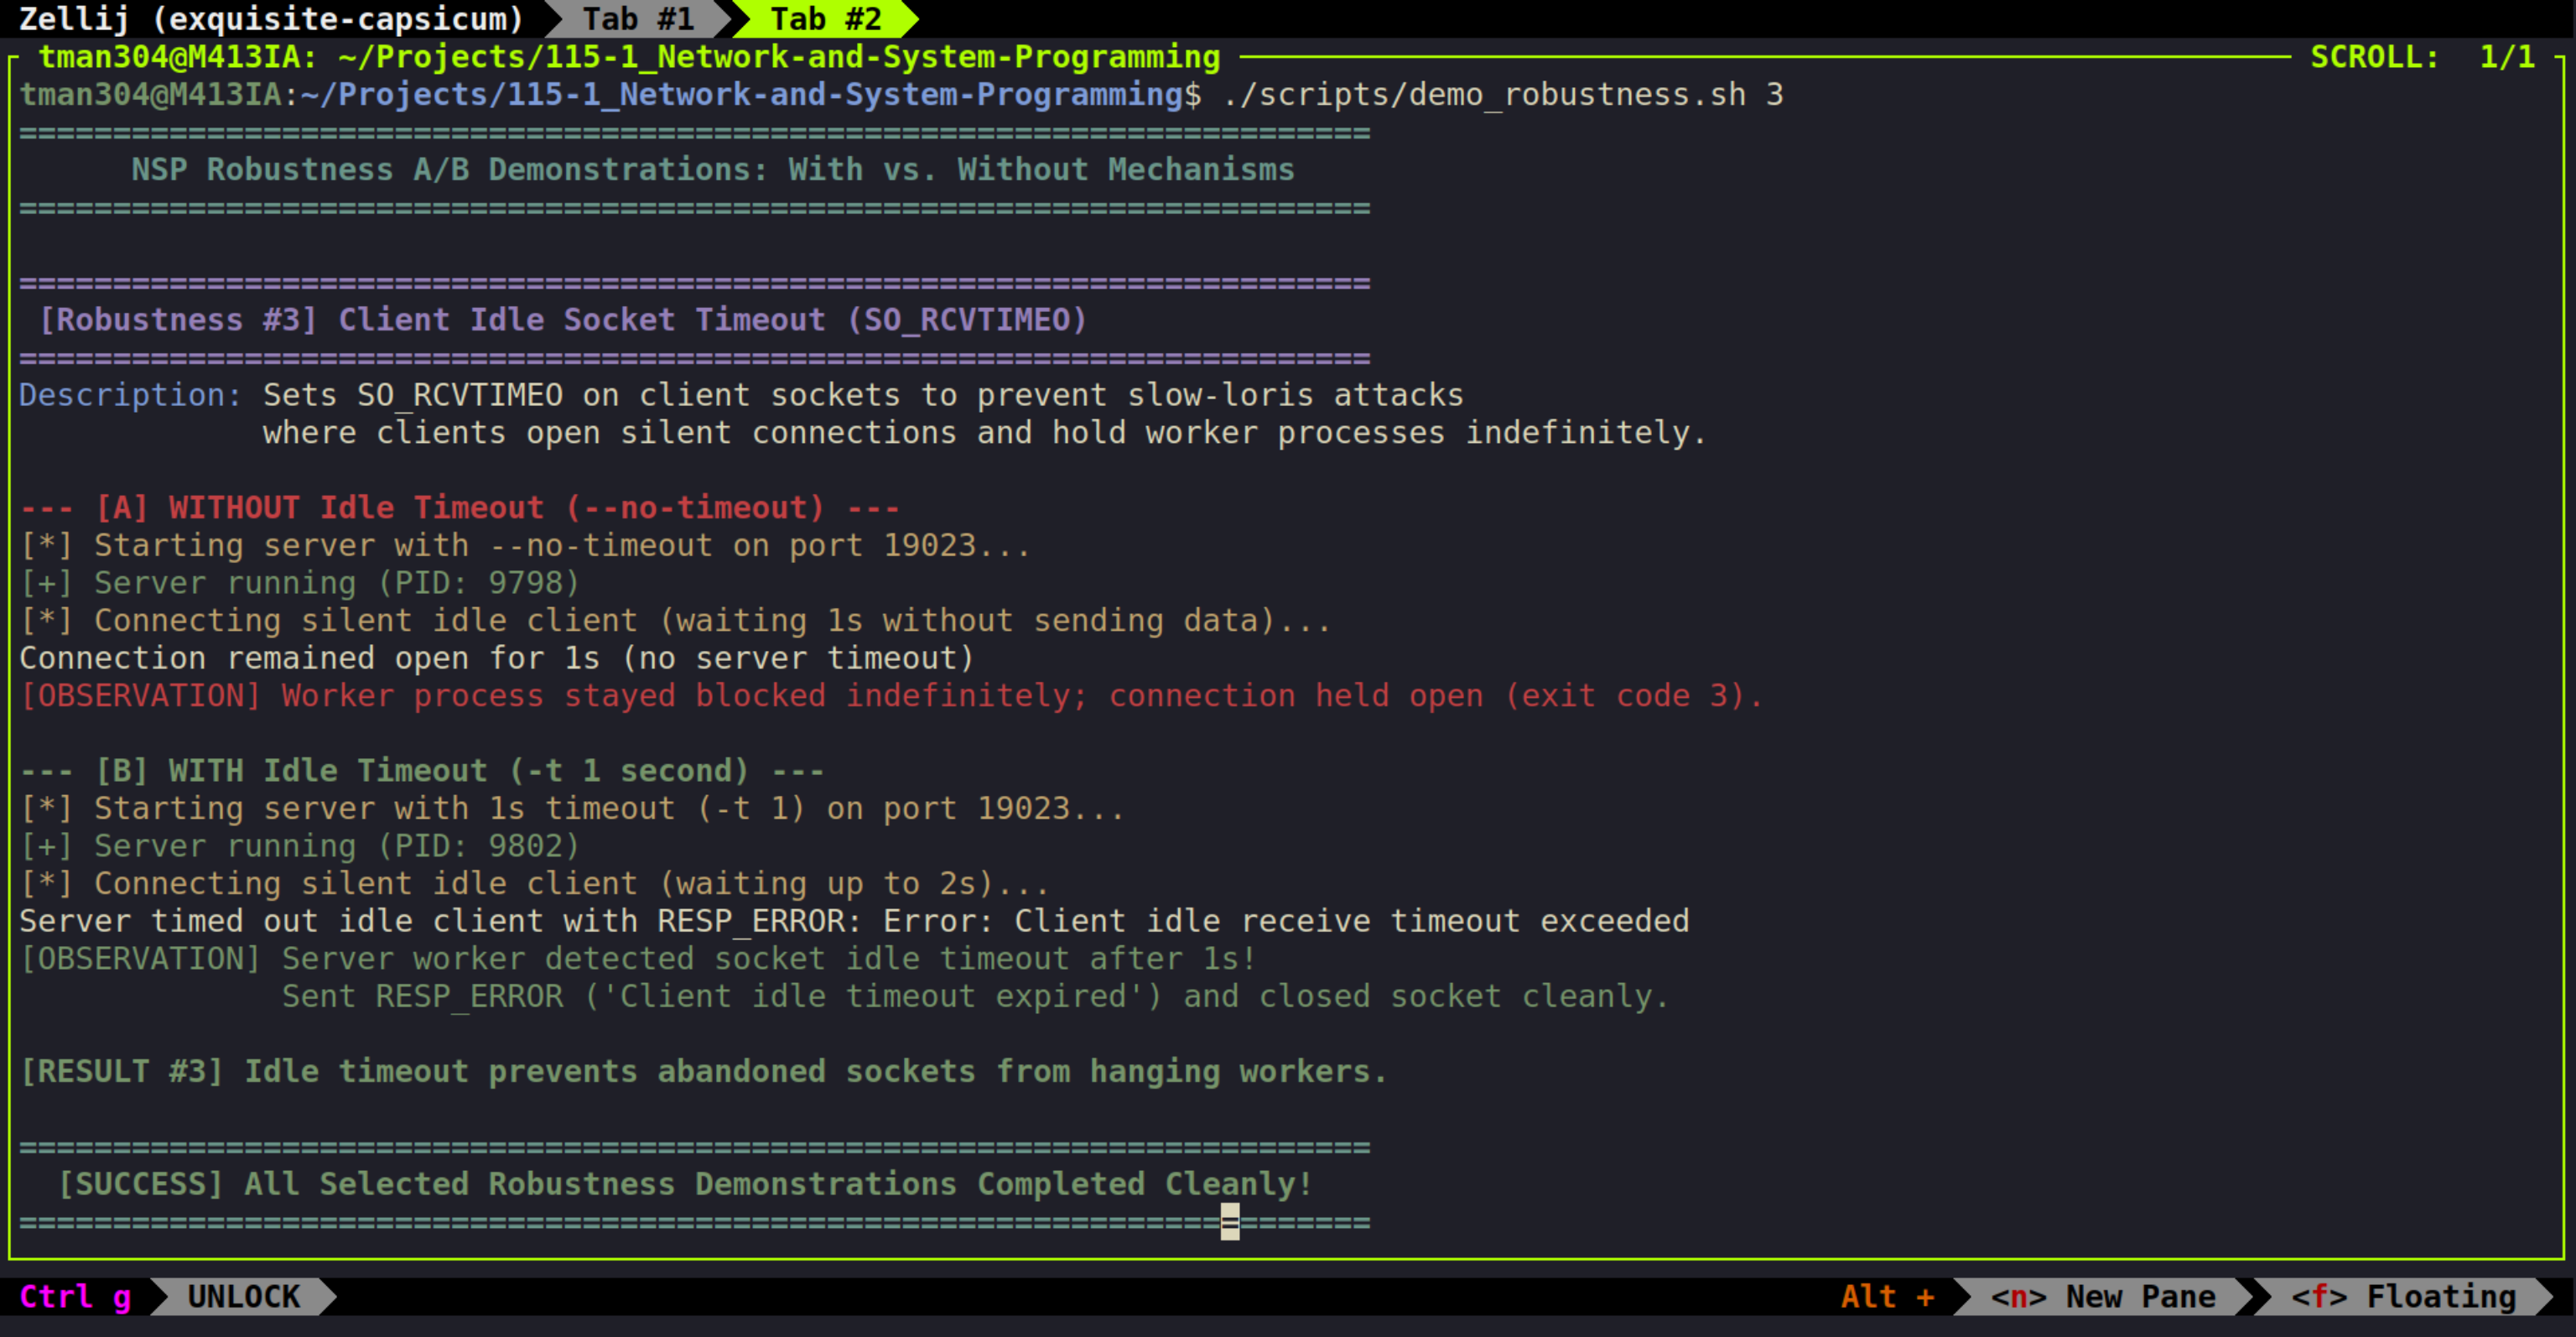 Zellij (exquisite-capsicum) Tab #1 Tab #2
tman304@M413IA: ~/Projects/115-1_Network-and-System-Programming SCROLL: 1/1
tman304@M413IA:~/Projects/115-1_Network-and-System-Programming$ ./scripts/demo_robustness.sh 3
========================================================================
NSP Robustness A/B Demonstrations: With vs. Without Mechanisms
========================================================================
========================================================================
[Robustness #3] Client Idle Socket Timeout (SO_RCVTIMEO)
========================================================================
Description: Sets SO_RCVTIMEO on client sockets to prevent slow-loris attacks
where clients open silent connections and hold worker processes indefinitely.
--- [A] WITHOUT Idle Timeout (--no-timeout) ---
[*] Starting server with --no-timeout on port 19023...
[+] Server running (PID: 9798)
[*] Connecting silent idle client (waiting 1s without sending data)...
Connection remained open for 1s (no server timeout)
[OBSERVATION] Worker process stayed blocked indefinitely; connection held open (exit code 3).
--- [B] WITH Idle Timeout (-t 1 second) ---
[*] Starting server with 1s timeout (-t 1) on port 19023...
[+] Server running (PID: 9802)
[*] Connecting silent idle client (waiting up to 2s)...
Server timed out idle client with RESP_ERROR: Error: Client idle receive timeout exceeded
[OBSERVATION] Server worker detected socket idle timeout after 1s!
Sent RESP_ERROR ('Client idle timeout expired') and closed socket cleanly.
[RESULT #3] Idle timeout prevents abandoned sockets from hanging workers.
========================================================================
[SUCCESS] All Selected Robustness Demonstrations Completed Cleanly!
========================================================================
Ctrl g UNLOCK Alt + <n> New Pane <f> Floating